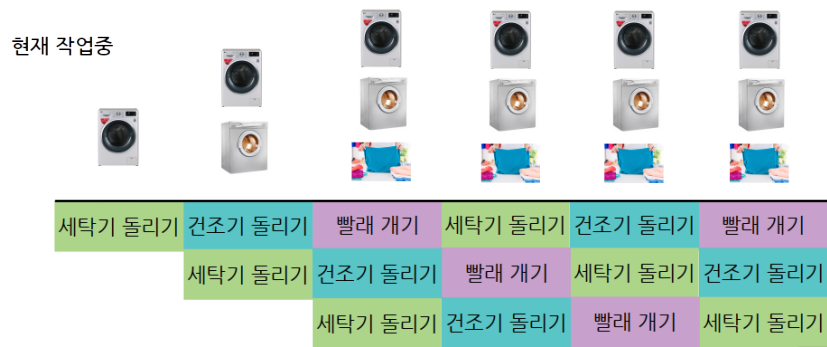 현재 작업중
세탁기 돌리기 건조기 돌리기 빨래 개기 세탁기 돌리기 건조기 돌리기 빨래 개기
세탁기 돌리기 건조기 돌리기 빨래 개기 세탁기 돌리기 건조기 돌리기
세탁기 돌리기 건조기 돌리기 빨래 개기 세탁기 돌리기